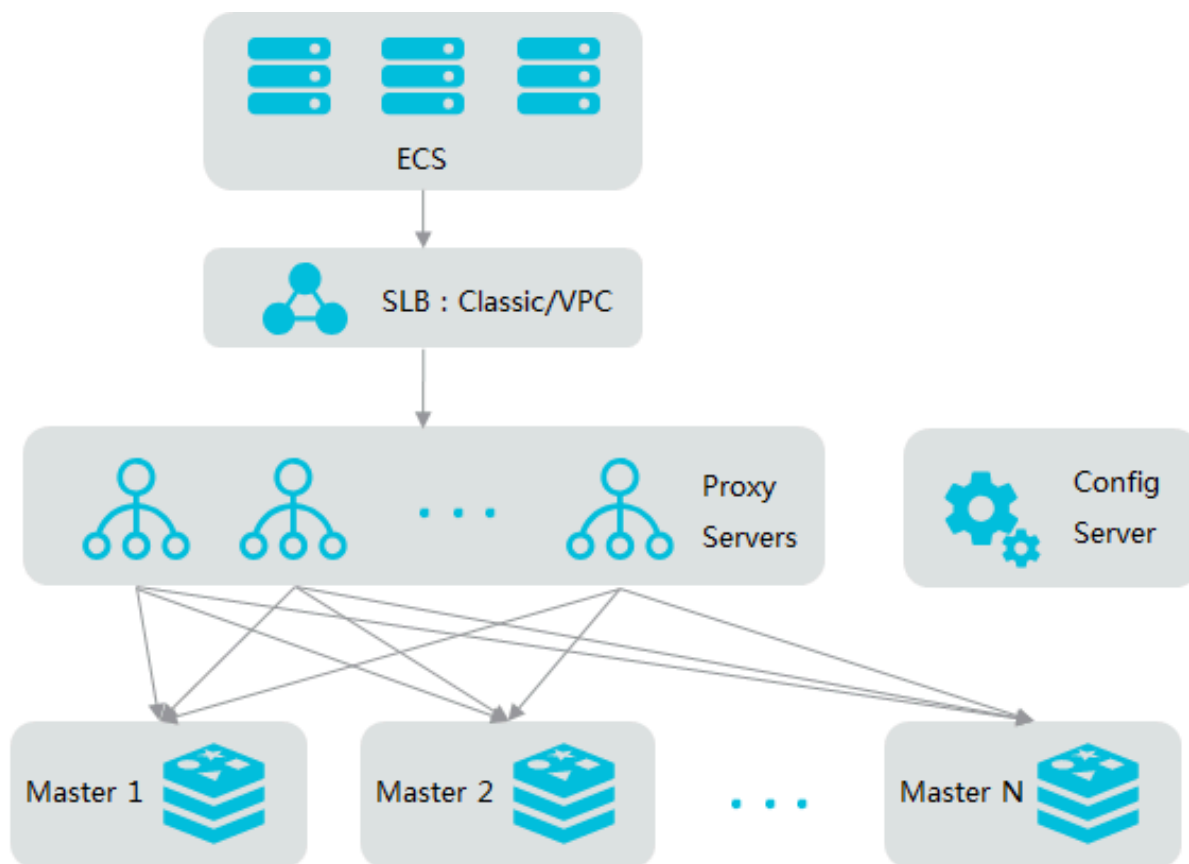 ECS
SLB : Classic/VPC
Proxy
Servers
Config
Server
Master 1
Master 2
Master N